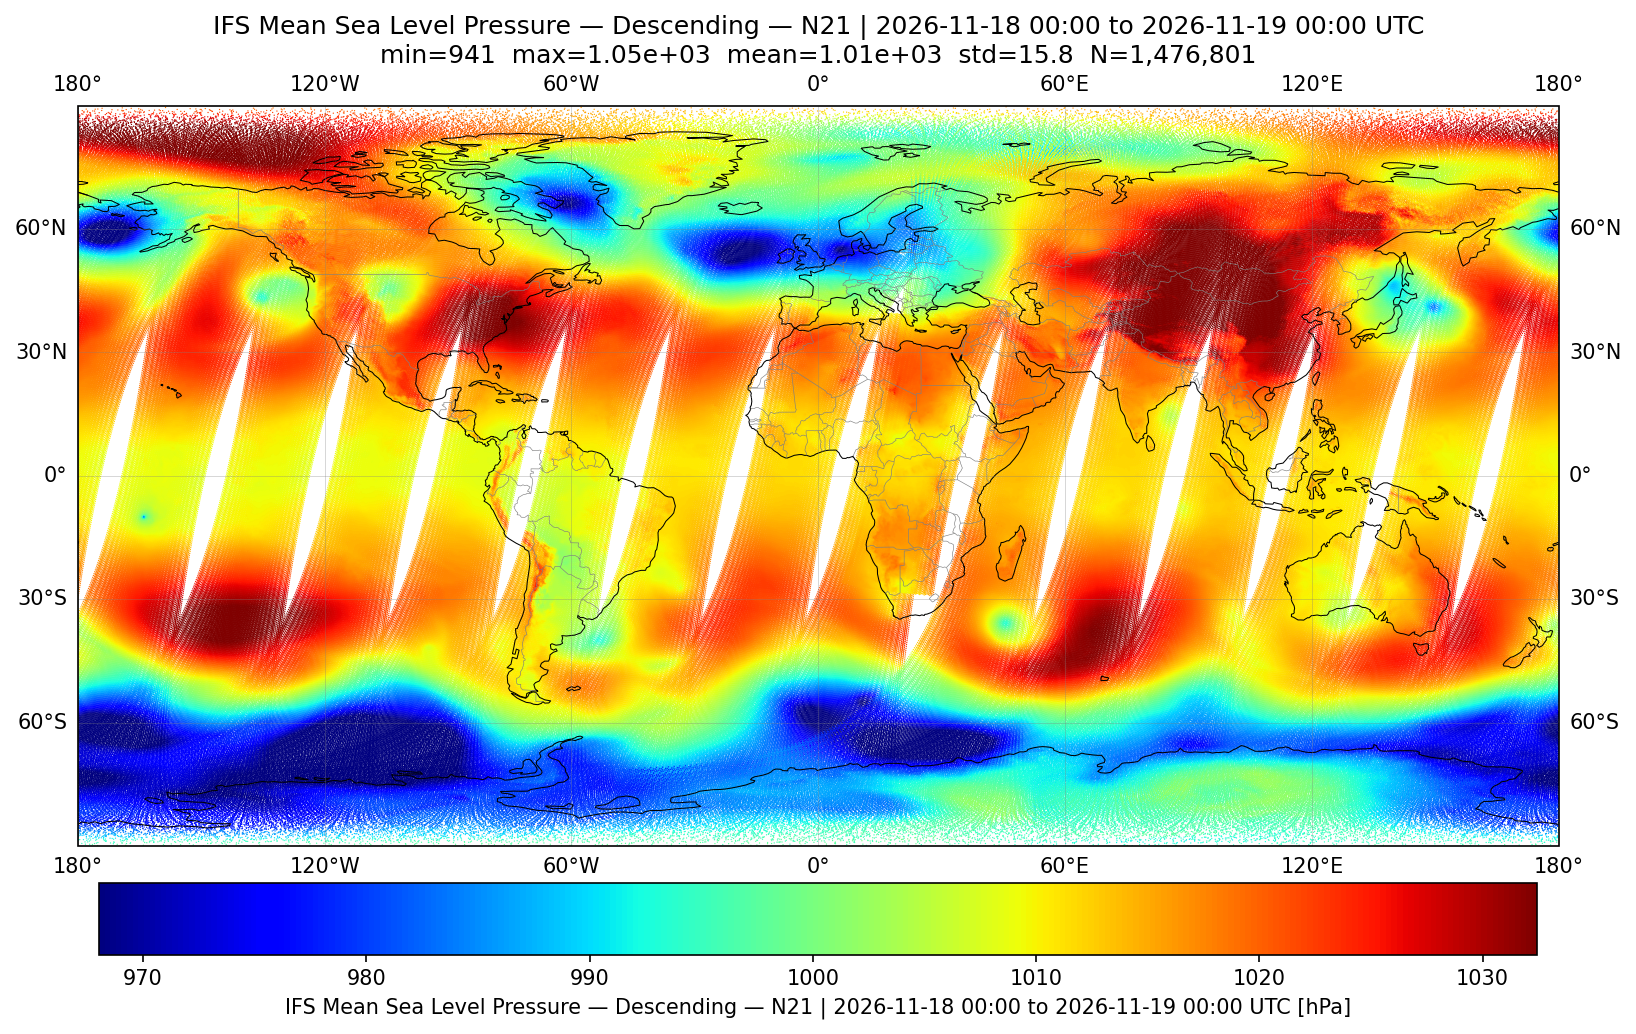 IFS Mean Sea Level Pressure — Descending — N21 | 2026-11-18 00:00 to 2026-11-19 00:00 UTC
min=941  max=1.05e+03  mean=1.01e+03  std=15.8  N=1,476,801
180° 120°W 60°W 0° 60°E 120°E 180°
60°N 60°N
30°N 30°N
0° 0°
30°S 30°S
60°S 60°S
180° 120°W 60°W 0° 60°E 120°E 180°
970 980 990 1000 1010 1020 1030
IFS Mean Sea Level Pressure — Descending — N21 | 2026-11-18 00:00 to 2026-11-19 00:00 UTC [hPa]